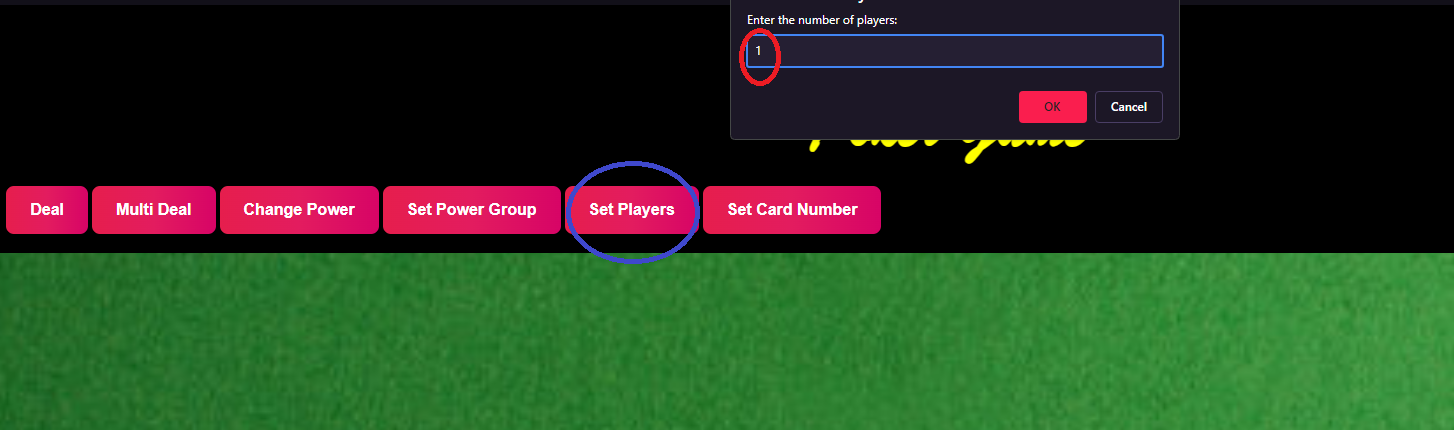 Enter the number of players:
1
OK Cancel
Deal Multi Deal Change Power Set Power Group Set Players Set Card Number